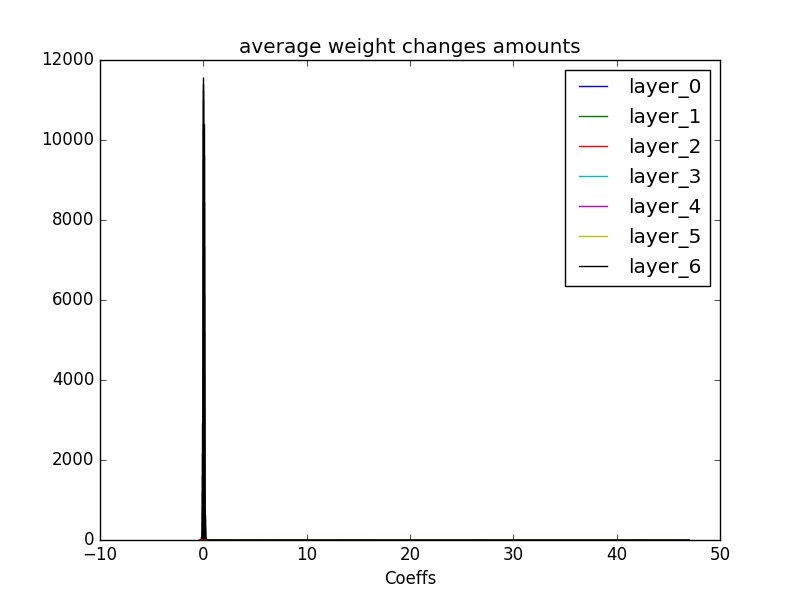 average weight changes amounts
12000
10000
8000
6000
4000
2000
0
layer_0
layer_1
layer_2
layer_3
layer_4
layer_5
layer_6
−10 0 10 20 30 40 50
Coeffs